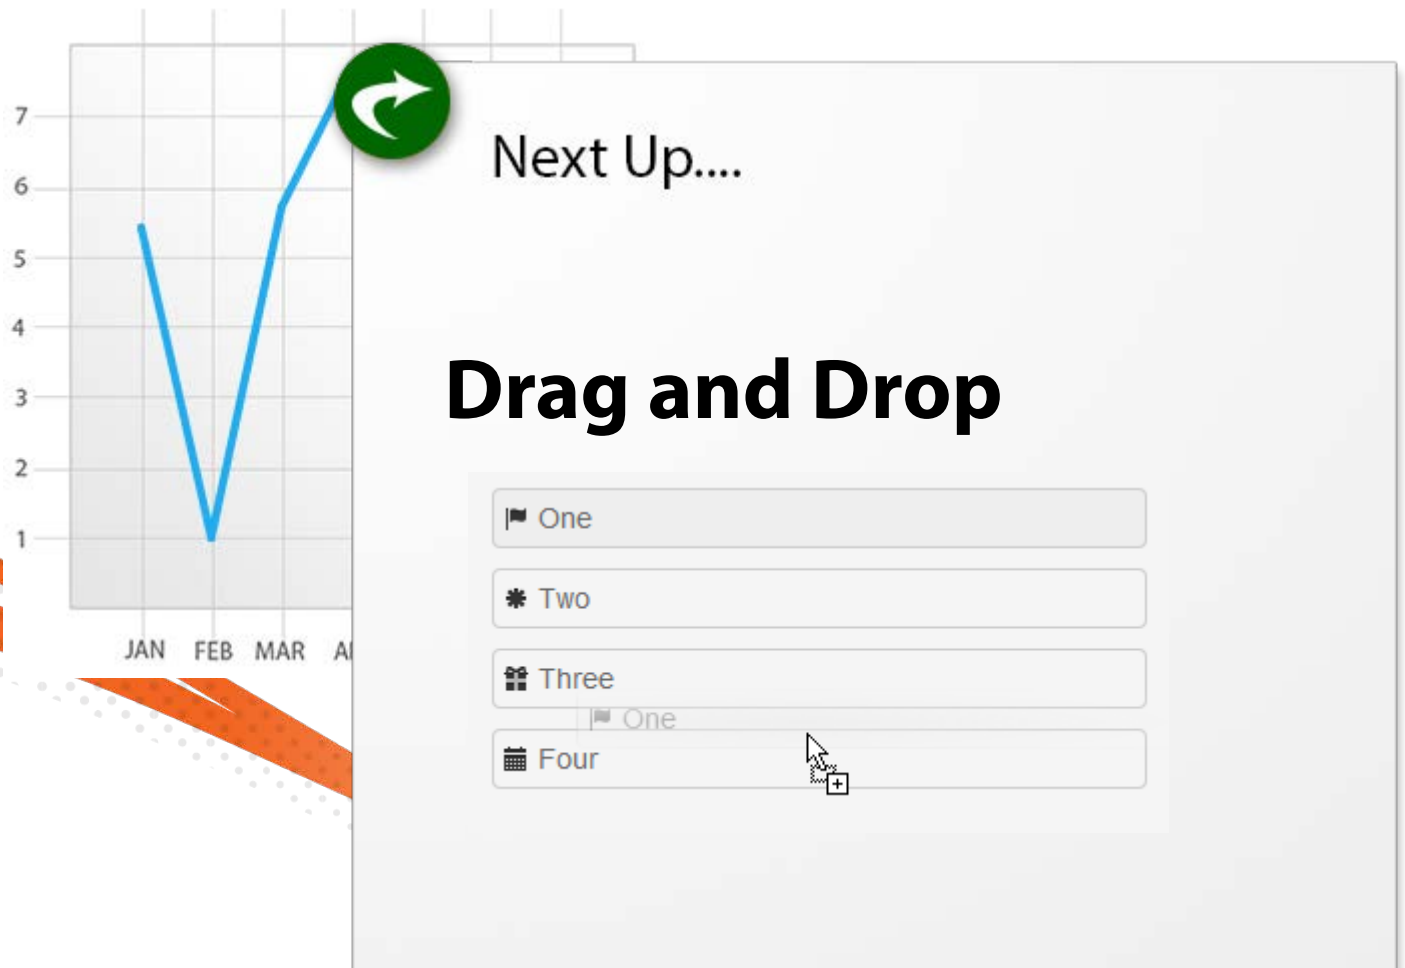 7
6
5
4
3
2
1
JAN FEB MAR
Next Up....
Drag and Drop
One
Two
Three
One
Four